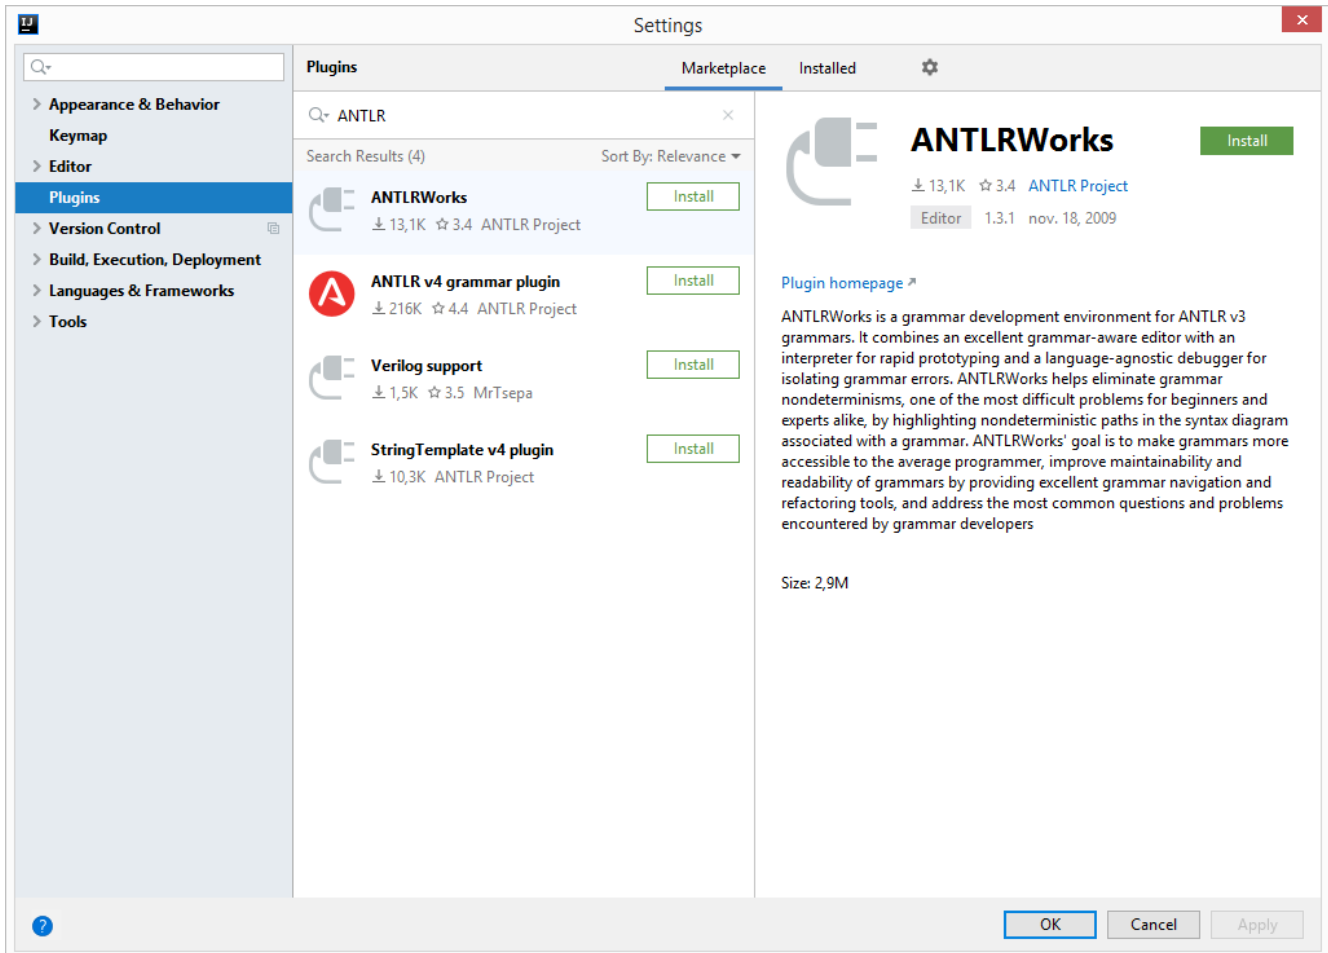 IJ
Settings
Plugins
Marketplace
Installed
Appearance & Behavior
Keymap
Editor
Plugins
Version Control
Build, Execution, Deployment
Languages & Frameworks
Tools
ANTLR
Search Results (4)
Sort By: Relevance
ANTLRWorks
Install
13,1K 3.4 ANTLR Project
ANTLR v4 grammar plugin
Install
216K 4.4 ANTLR Project
Verilog support
Install
1,5K 3.5 MrTsepa
StringTemplate v4 plugin
Install
10,3K ANTLR Project
ANTLRWorks
Install
13,1K 3.4 ANTLR Project
Editor 1.3.1 nov. 18, 2009
Plugin homepage
ANTLRWorks is a grammar development environment for ANTLR v3
grammars. It combines an excellent grammar-aware editor with an
interpreter for rapid prototyping and a language-agnostic debugger for
isolating grammar errors. ANTLRWorks helps eliminate grammar
nondeterminisms, one of the most difficult problems for beginners and
experts alike, by highlighting nondeterministic paths in the syntax diagram
associated with a grammar. ANTLRWorks' goal is to make grammars more
accessible to the average programmer, improve maintainability and
readability of grammars by providing excellent grammar navigation and
refactoring tools, and address the most common questions and problems
encountered by grammar developers
Size: 2,9M
?
OK
Cancel
Apply